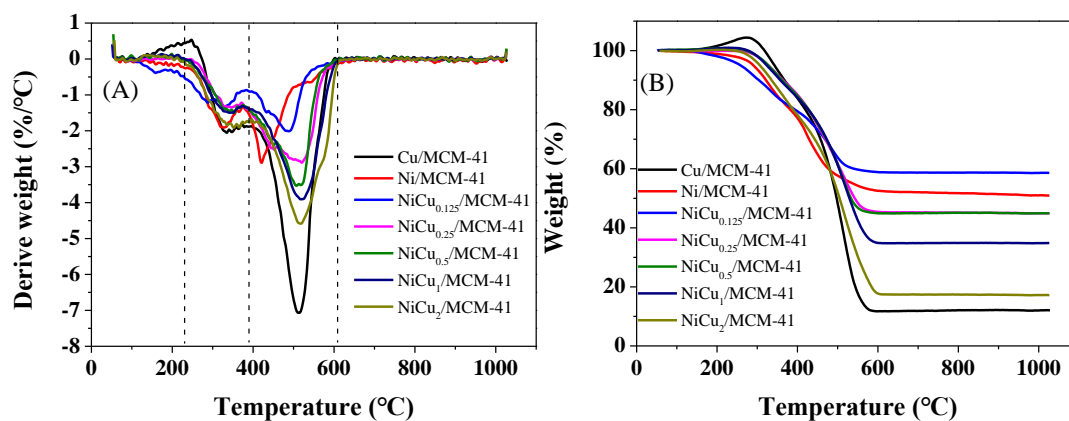 1
0
-1
-2
-3
-4
-5
-6
-7
-8
Derive weight (%/°C)
(A)
Cu/MCM-41
Ni/MCM-41
NiCu0.125/MCM-41
NiCu0.25/MCM-41
NiCu0.5/MCM-41
NiCu1/MCM-41
NiCu2/MCM-41
0 200 400 600 800 1000
Temperature (°C)
100
80
60
40
20
0
Weight (%)
(B)
Cu/MCM-41
Ni/MCM-41
NiCu0.125/MCM-41
NiCu0.25/MCM-41
NiCu0.5/MCM-41
NiCu1/MCM-41
NiCu2/MCM-41
0 200 400 600 800 1000
Temperature (°C)